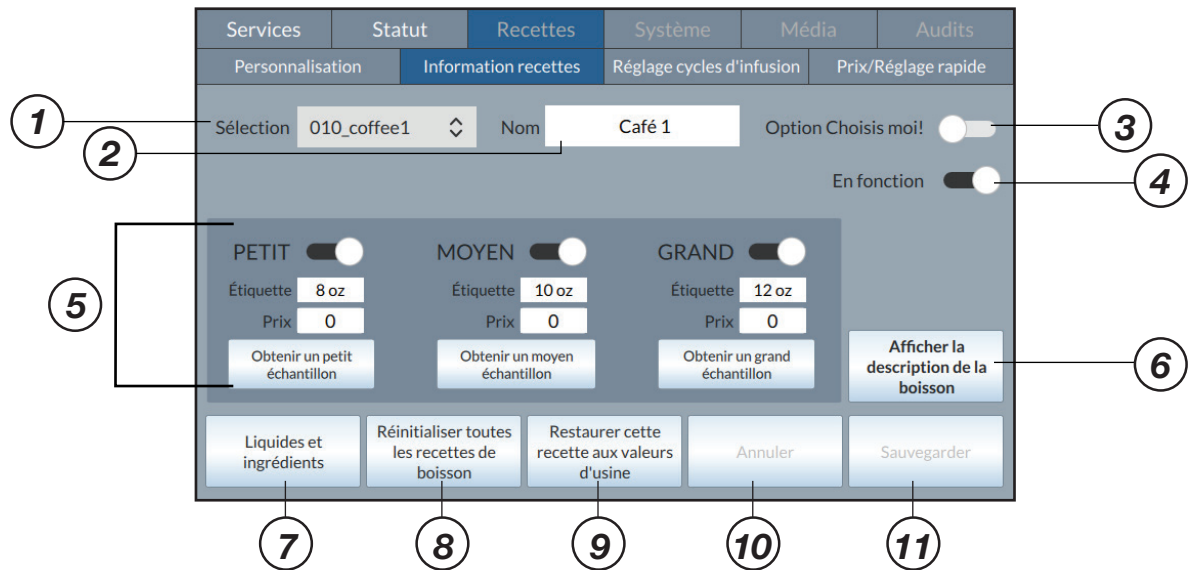 Services Statut Recettes Système Média Audits
Personnalisation Information recettes Réglage cycles d'infusion Prix/Réglage rapide
1 Sélection 010_coffee1 Nom Café 1 Option Choisis moi! 3
2
En fonction 4
PETIT MOYEN GRAND
Étiquette 8 oz Étiquette 10 oz Étiquette 12 oz
5
Prix 0 Prix 0 Prix 0
Obtenir un petit
échantillon
Obtenir un moyen
échantillon
Obtenir un grand
échantillon
Afficher la
description de la
boisson
6
Liquides et
ingrédients
Réinitialiser toutes
les recettes de
boisson
Restaurer cette
recette aux valeurs
d'usine
Annuler
Sauvegarder
7 8 9 10 11